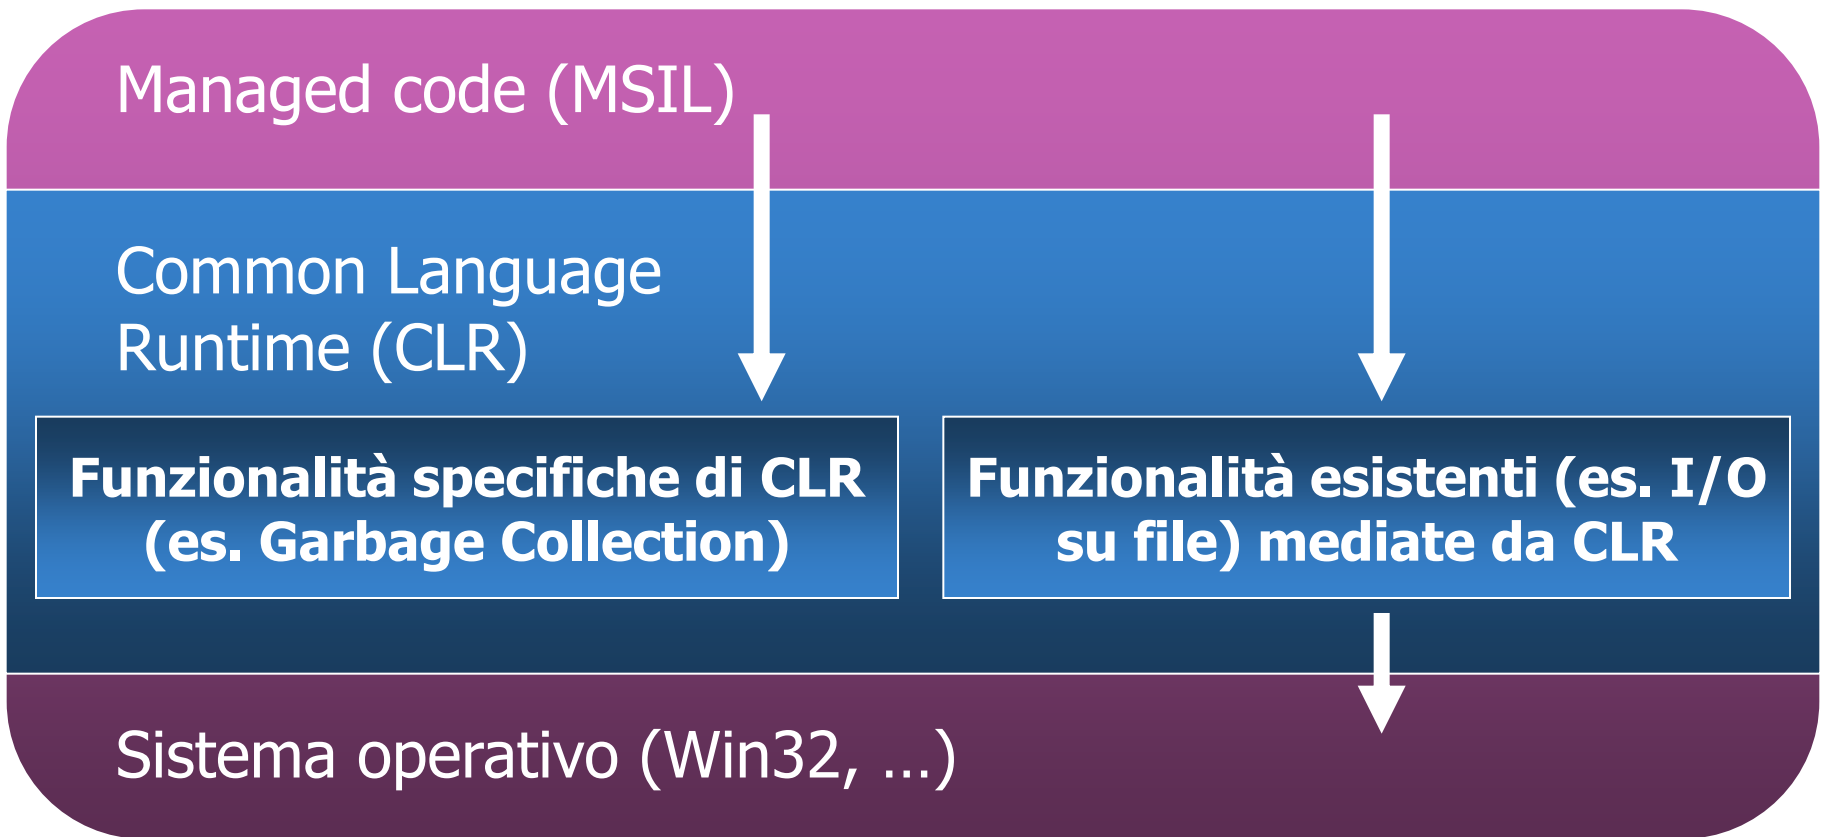 Managed code (MSIL)
Common Language
Runtime (CLR)
Funzionalità specifiche di CLR
(es. Garbage Collection)
Funzionalità esistenti (es. I/O
su file) mediate da CLR
Sistema operativo (Win32, …)